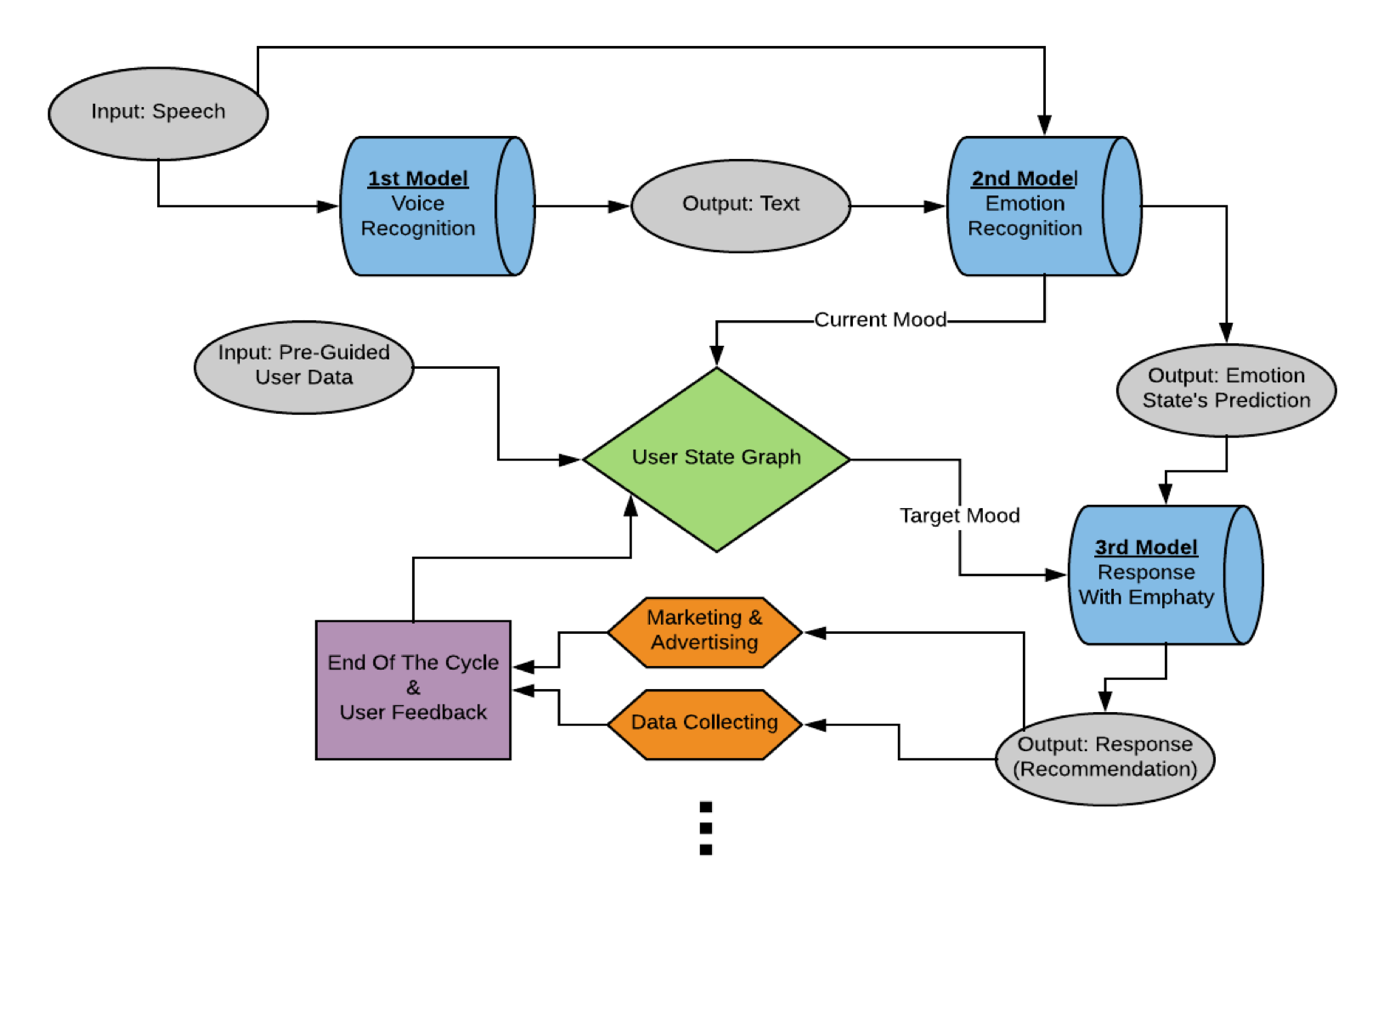 Input: Speech
1st Model
Voice
Recognition
Output: Text
2nd Model
Emotion
Recognition
Current Mood
Input: Pre-Guided
User Data
Output: Emotion
State's Prediction
User State Graph
Target Mood
3rd Model
Response
With Emphaty
Marketing &
Advertising
End Of The Cycle
&
User Feedback
Data Collecting
Output: Response
(Recommendation)